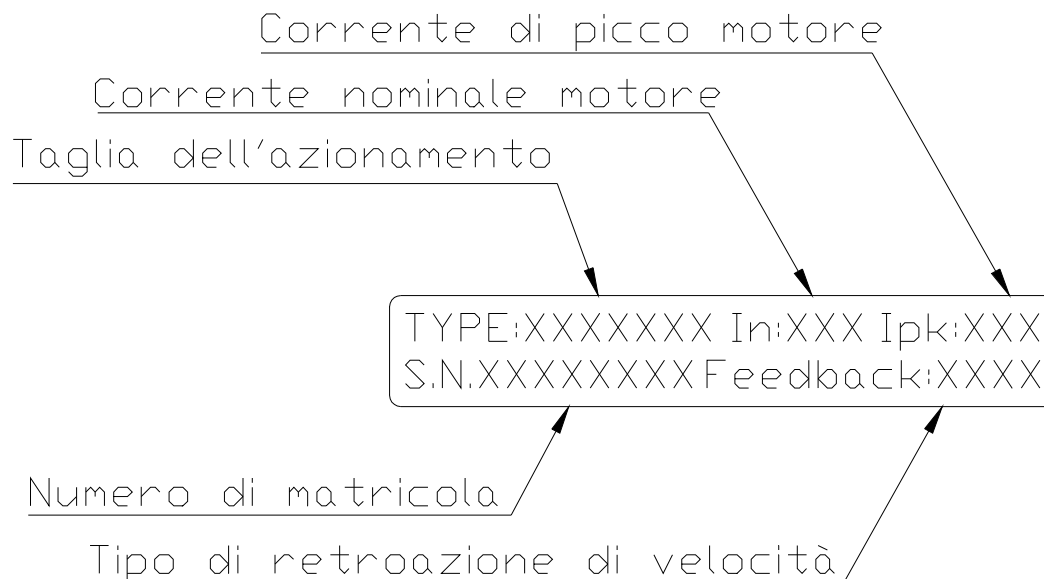 Corrente di picco motore
Corrente nominale motore
Taglia dell'azionamento
TYPE:XXXXXXX In:XXX Ipk:XXX
S.N.XXXXXXXX Feedback:XXXX
Numero di matricola
Tipo di retroazione di velocità